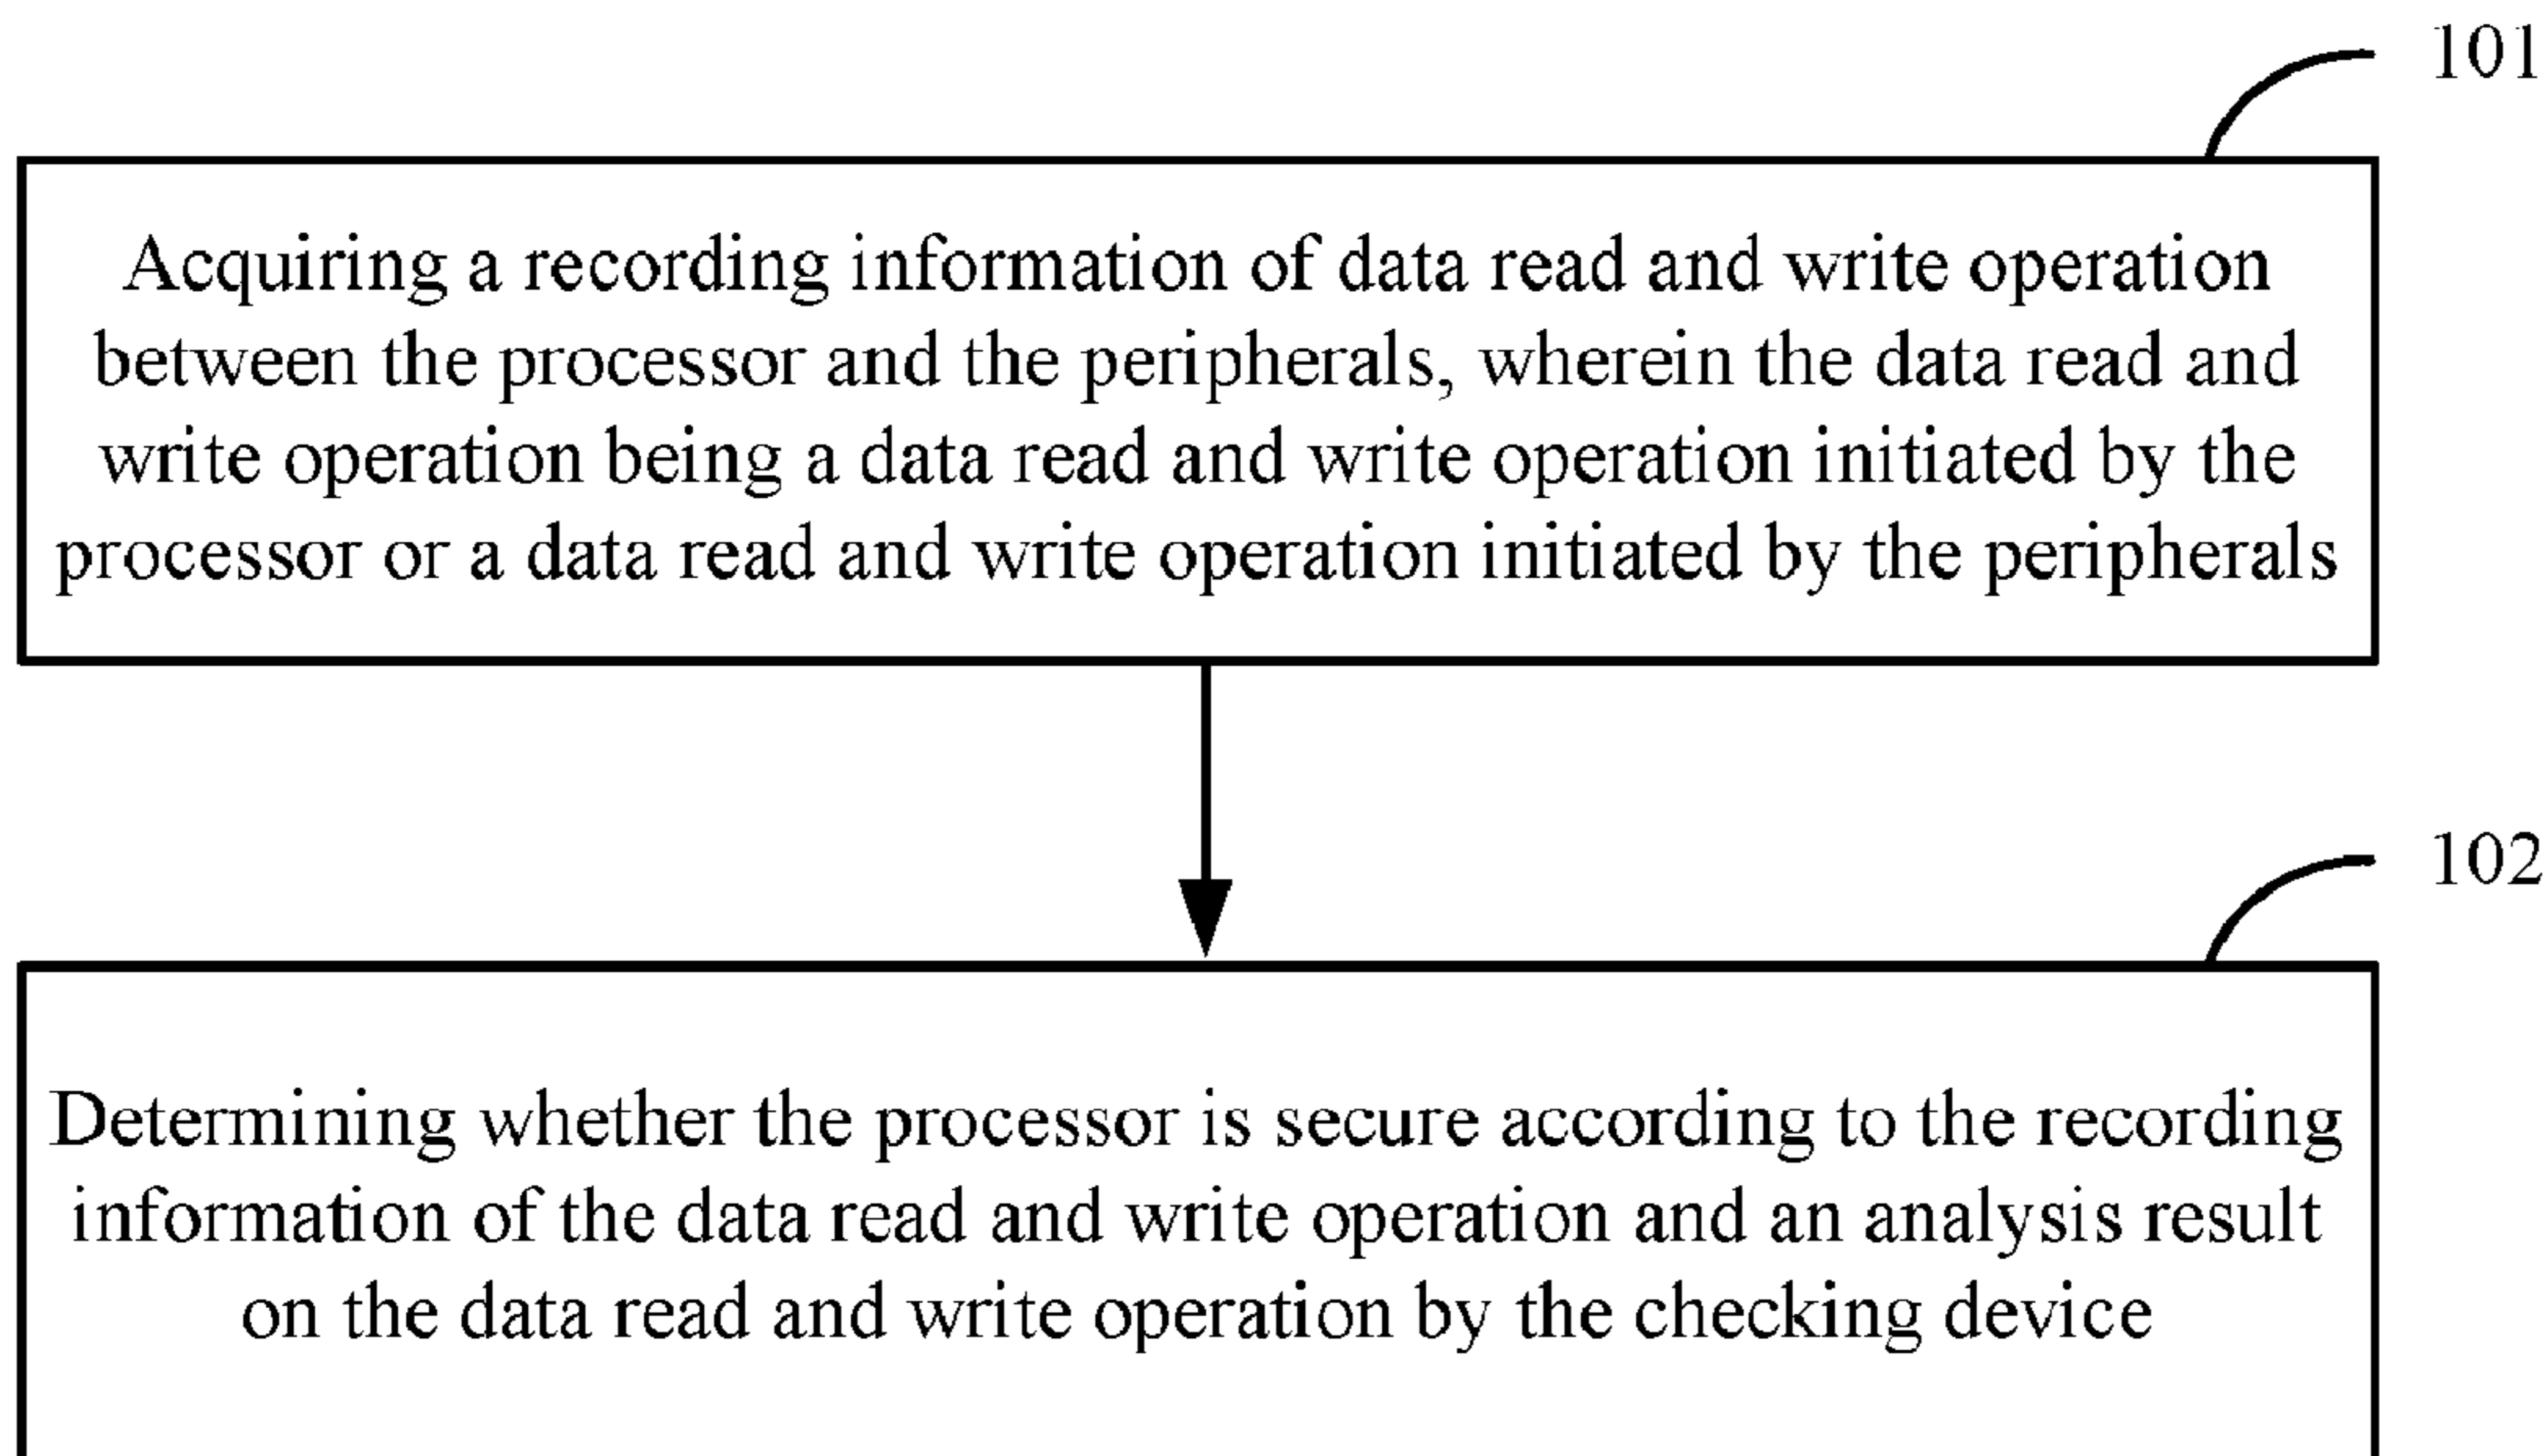 101
Acquiring a recording information of data read and write operation
between the processor and the peripherals, wherein the data read and
write operation being a data read and write operation initiated by the
processor or a data read and write operation initiated by the peripherals
102
Determining whether the processor is secure according to the recording
information of the data read and write operation and an analysis result
on the data read and write operation by the checking device